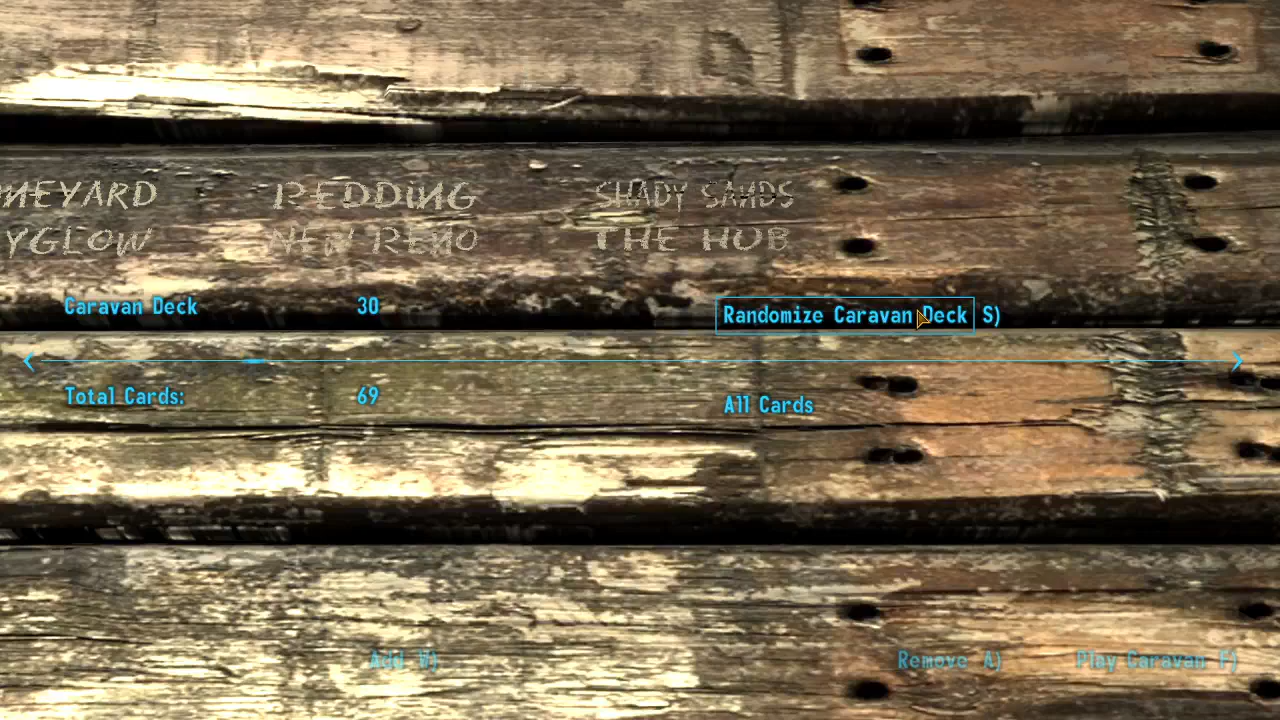 NEYARD REDDING SHADY SANDS
YGLOW NEW RENO THE HUB
Caravan Deck 30 Randomize Caravan Deck S)
Total Cards: 69 All Cards
Add W) Remove A) Play Caravan F)